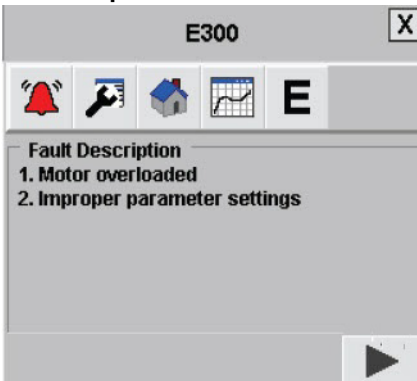 E300
X
E
Fault Description
1. Motor overloaded
2. Improper parameter settings